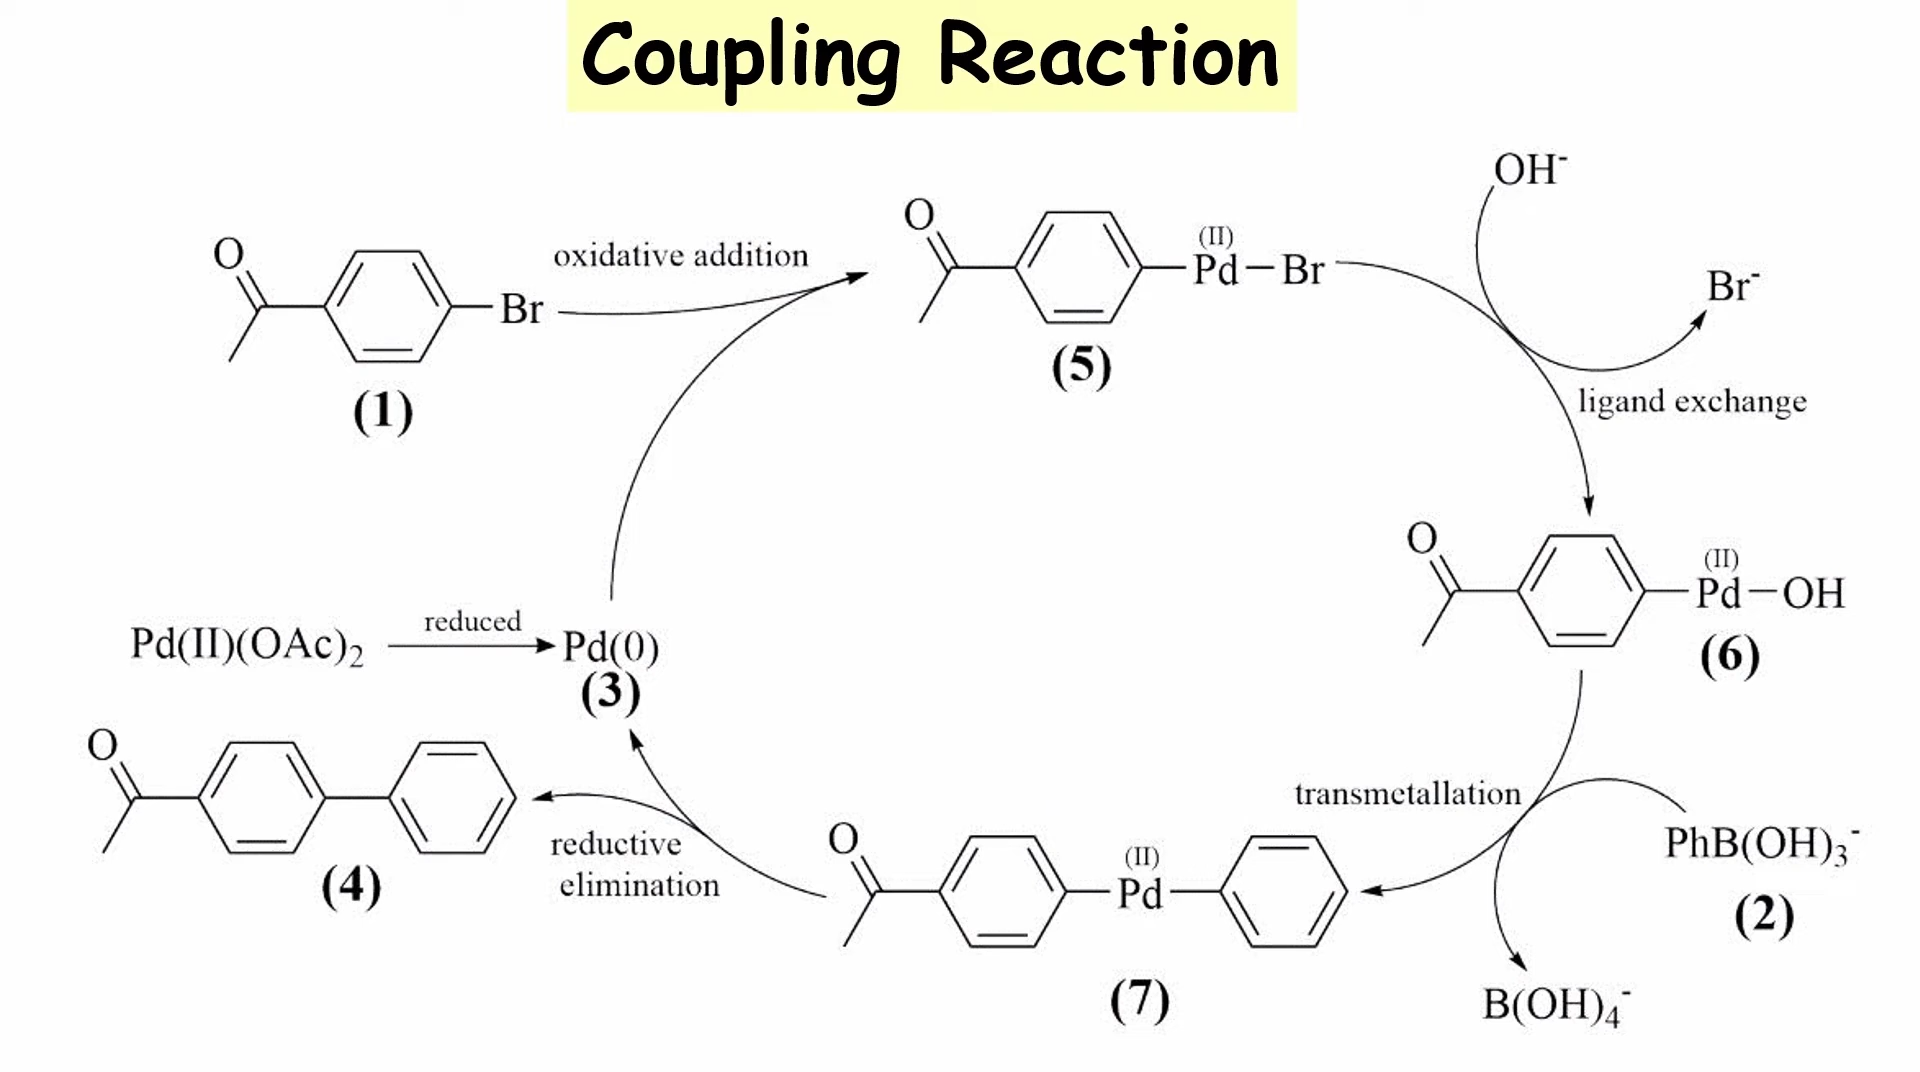 Coupling Reaction
OH⁻
O
oxidative addition
Br
(1)
O
(II)
Pd
Br
(5)
Br⁻
ligand exchange
O
(II)
Pd
OH
(6)
Pd(II)(OAc)₂
reduced
Pd(0)
(3)
O
(4)
reductive
elimination
O
(II)
Pd
(7)
transmetallation
PhB(OH)₃⁻
(2)
B(OH)₄⁻